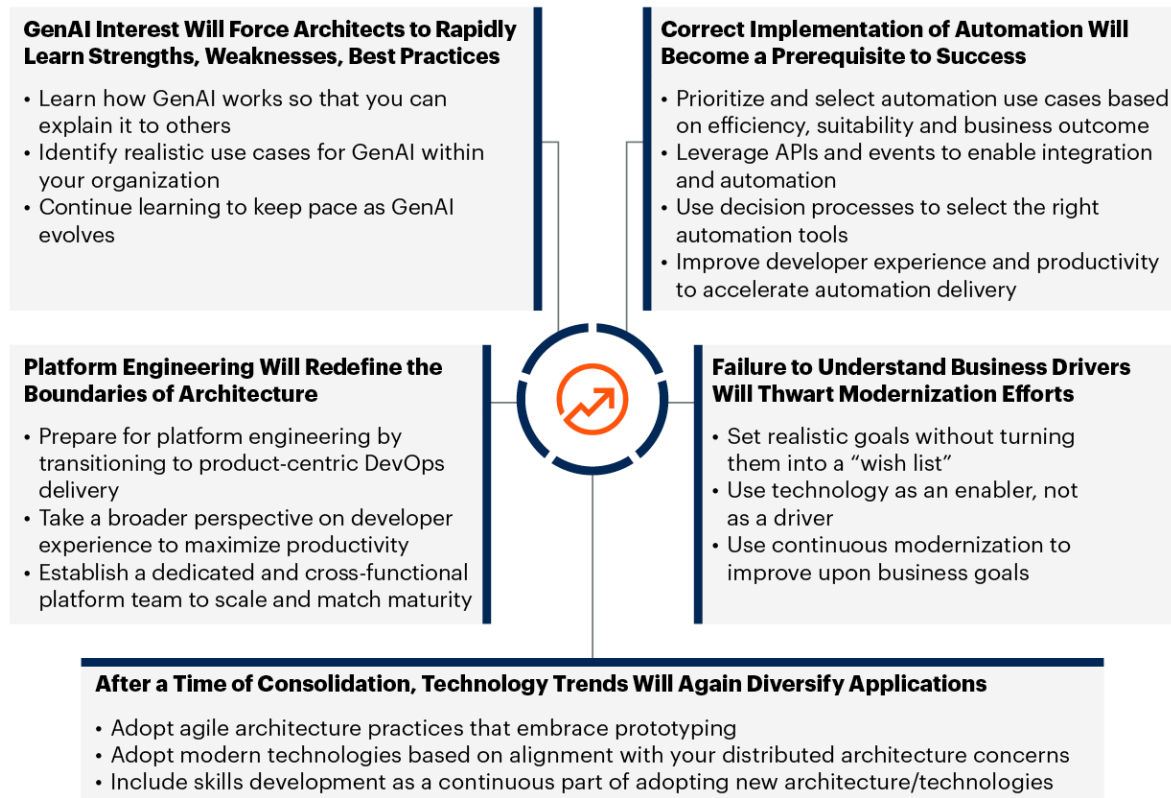 GenAI Interest Will Force Architects to Rapidly
Learn Strengths, Weaknesses, Best Practices
• Learn how GenAI works so that you can
explain it to others
• Identify realistic use cases for GenAI within
your organization
• Continue learning to keep pace as GenAI
evolves
Correct Implementation of Automation Will
Become a Prerequisite to Success
• Prioritize and select automation use cases based
on efficiency, suitability and business outcome
• Leverage APIs and events to enable integration
and automation
• Use decision processes to select the right
automation tools
• Improve developer experience and productivity
to accelerate automation delivery
Platform Engineering Will Redefine the
Boundaries of Architecture
• Prepare for platform engineering by
transitioning to product-centric DevOps
delivery
• Take a broader perspective on developer
experience to maximize productivity
• Establish a dedicated and cross-functional
platform team to scale and match maturity
Failure to Understand Business Drivers
Will Thwart Modernization Efforts
• Set realistic goals without turning
them into a “wish list”
• Use technology as an enabler, not
as a driver
• Use continuous modernization to
improve upon business goals
After a Time of Consolidation, Technology Trends Will Again Diversify Applications
• Adopt agile architecture practices that embrace prototyping
• Adopt modern technologies based on alignment with your distributed architecture concerns
• Include skills development as a continuous part of adopting new architecture/technologies